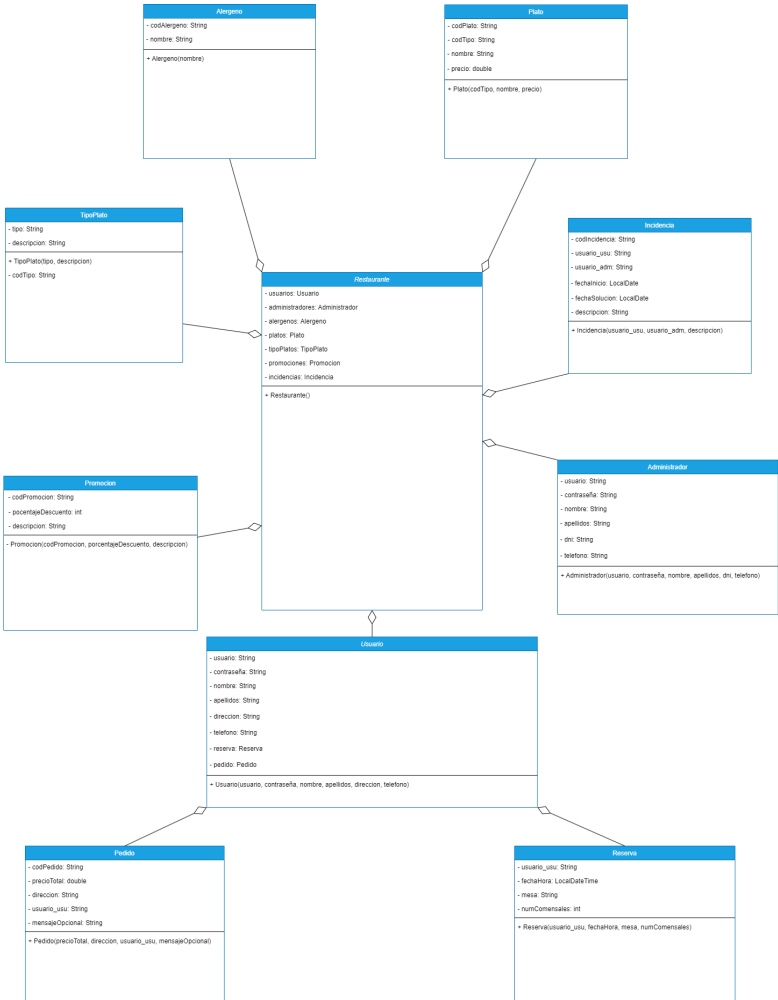 Alergeno
- codAlergeno: String
- nombre: String
+ Alergeno(nombre)
Plato
- codPlato: String
- codTipo: String
- nombre: String
- precio: double
+ Plato(codTipo, nombre, precio)
TipoPlato
- tipo: String
- descripcion: String
+ TipoPlato(tipo, descripcion)
- codTipo: String
Incidencia
- codIncidencia: String
- usuario_usu: String
- usuario_adm: String
- fechaInicio: LocalDate
- fechaSolucion: LocalDate
- descripcion: String
+ Incidencia(usuario_usu, usuario_adm, descripcion)
Restaurante
- usuarios: Usuario
- administradores: Administrador
- alergenos: Alergeno
- platos: Plato
- tipoPlatos: TipoPlato
- promociones: Promocion
- incidencias: Incidencia
+ Restaurante()
Administrador
- usuario: String
- contraseña: String
- nombre: String
- apellidos: String
- dni: String
- telefono: String
+ Administrador(usuario, contraseña, nombre, apellidos, dni, telefono)
Promocion
- codPromocion: String
- pocentajeDescuento: int
- descripcion: String
- Promocion(codPromocion, porcentajeDescuento, descripcion)
Usuario
- usuario: String
- contraseña: String
- nombre: String
- apellidos: String
- direccion: String
- telefono: String
- reserva: Reserva
- pedido: Pedido
+ Usuario(usuario, contraseña, nombre, apellidos, direccion, telefono)
Pedido
- codPedido: String
- precioTotal: double
- direccion: String
- usuario_usu: String
- mensajeOpcional: String
+ Pedido(precioTotal, direccion, usuario_usu, mensajeOpcional)
Reserva
- usuario_usu: String
- fechaHora: LocalDateTime
- mesa: String
- numComensales: int
+ Reserva(usuario_usu, fechaHora, mesa, numComensales)